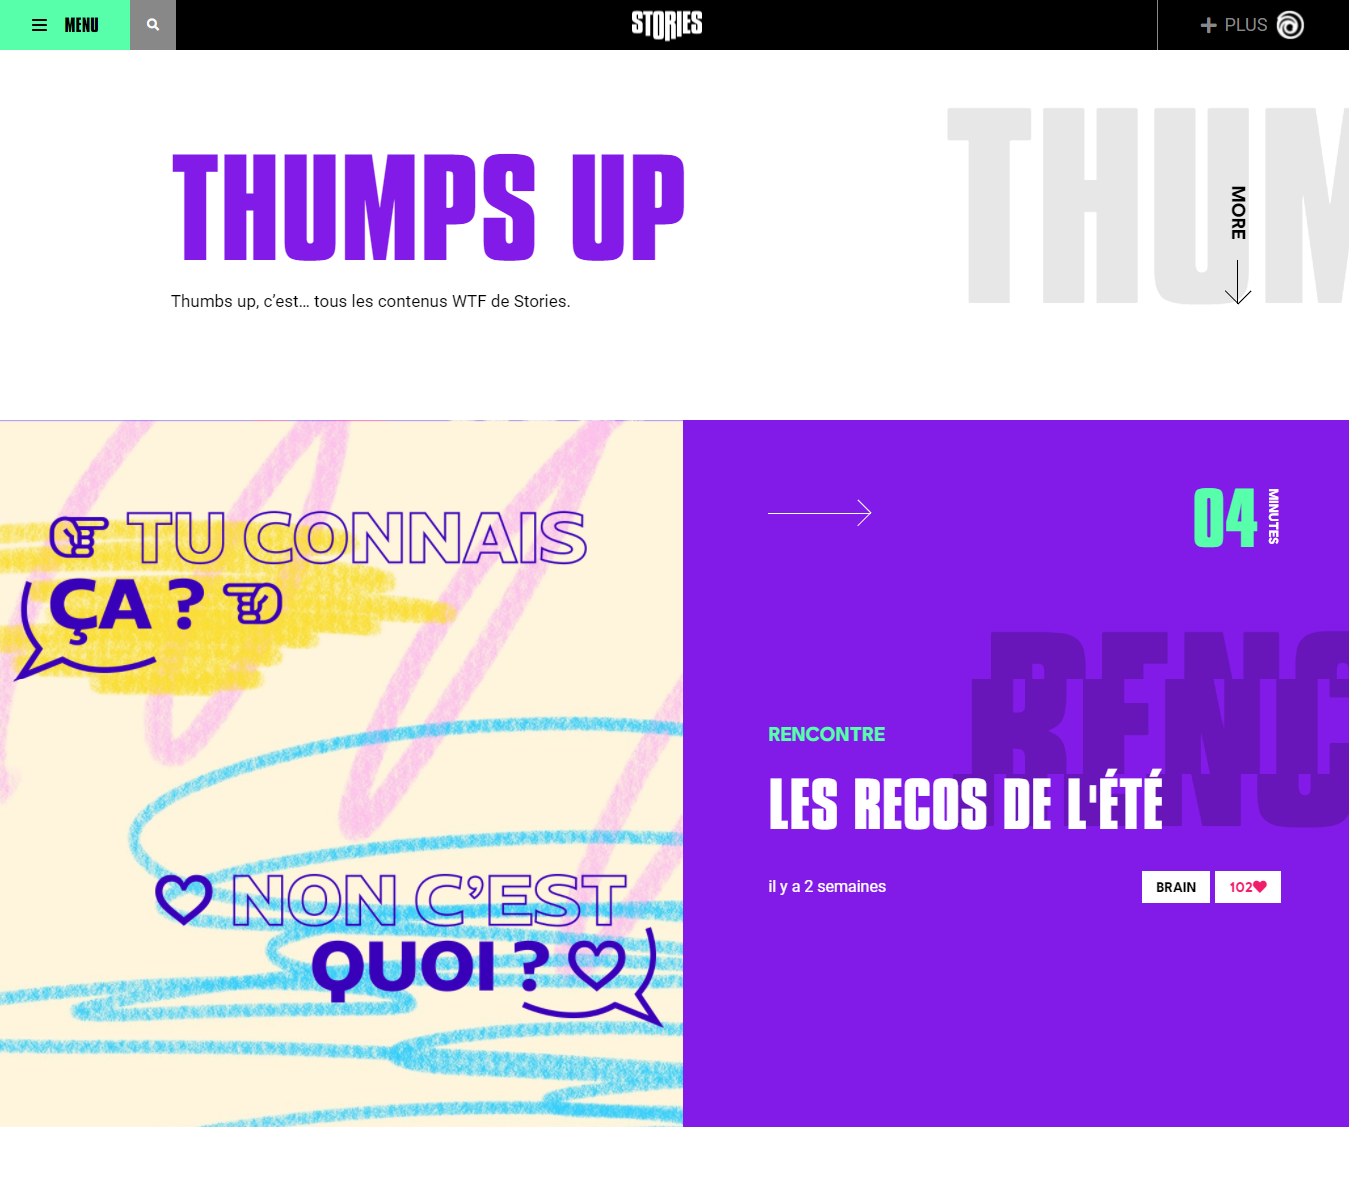 MENU
STORIES
PLUS
THUM
THUMPS UP
MORE
Thumbs up, c’est… tous les contenus WTF de Stories.
TU CONNAIS
ÇA ?
NON C’EST
QUOI ?
04
MINUTES
RENC
RENC
RENCONTRE
LES RECOS DE L'ÉTÉ
il y a 2 semaines
BRAIN
102